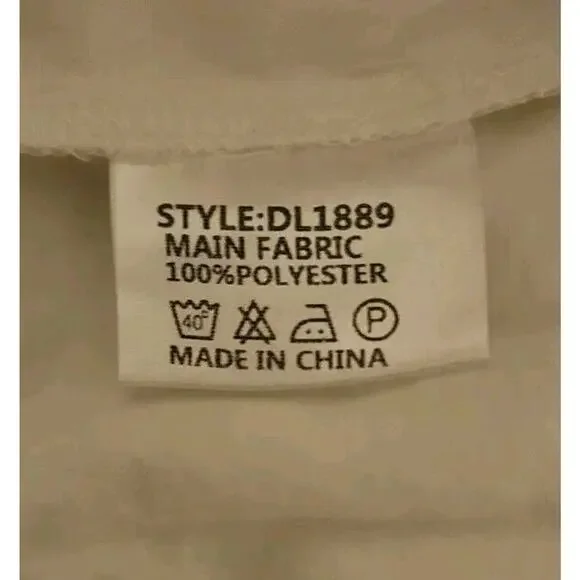 STYLE:DL1889
MAIN FABRIC
100%POLYESTER
40° P
MADE IN CHINA